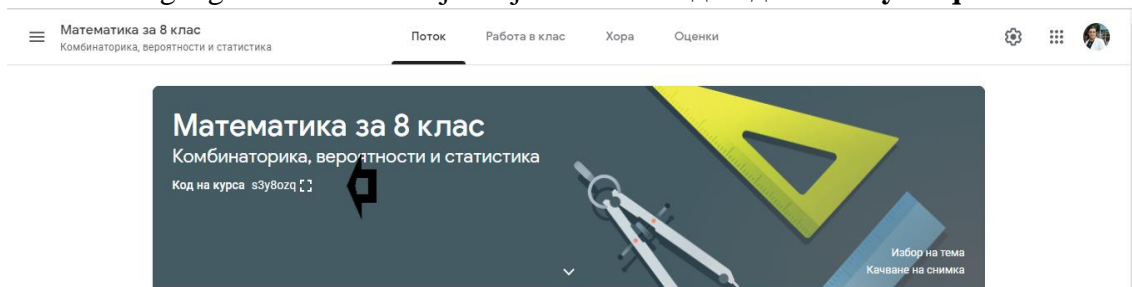 Математика за 8 клас
Комбинаторика, вероятности и статистика
Поток Работа в клас Хора Оценки
Математика за 8 клас
Комбинаторика, вероятности и статистика
Код на курса s3y8ozq
Избор на тема
Качване на снимка